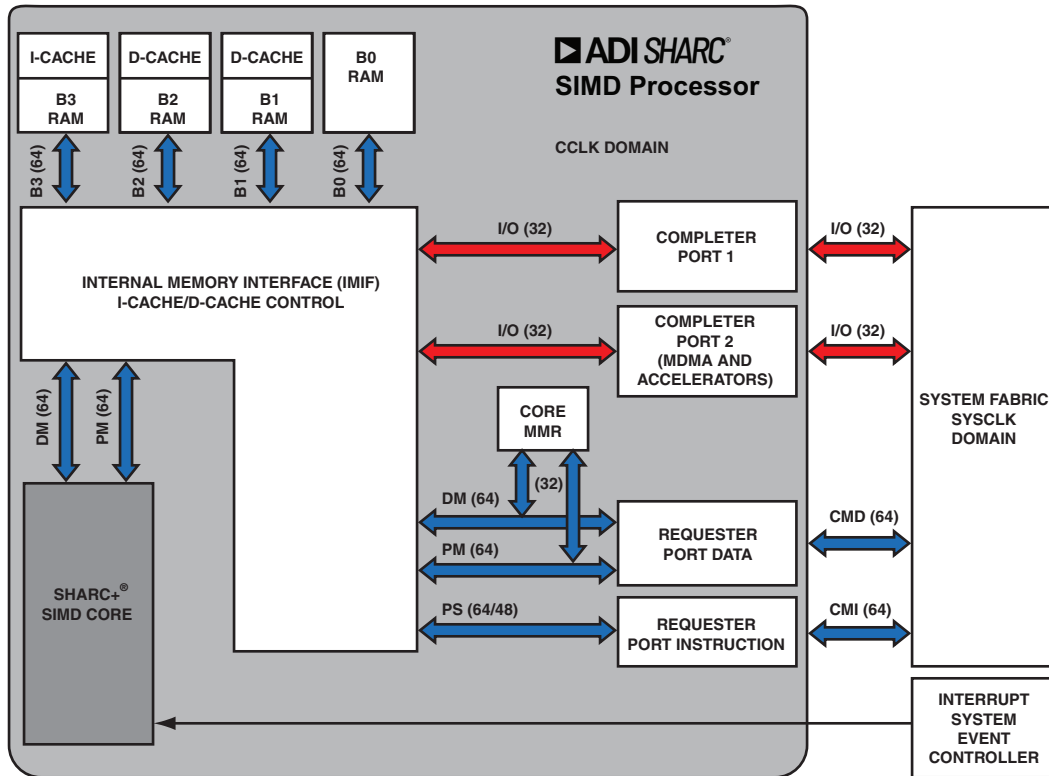 I-CACHE
B3
RAM
D-CACHE
B2
RAM
D-CACHE
B1
RAM
B0
RAM
ADI SHARC®
SIMD Processor
CCLK DOMAIN
B3 (64)
B2 (64)
B1 (64)
B0 (64)
INTERNAL MEMORY INTERFACE (IMIF)
I-CACHE/D-CACHE CONTROL
I/O (32)
COMPLETER
PORT 1
I/O (32)
I/O (32)
COMPLETER
PORT 2
(MDMA AND
ACCELERATORS)
I/O (32)
SYSTEM FABRIC
SYSCLK
DOMAIN
DM (64)
PM (64)
CORE
MMR
(32)
DM (64)
PM (64)
REQUESTER
PORT DATA
CMD (64)
SHARC+®
SIMD CORE
PS (64/48)
REQUESTER
PORT INSTRUCTION
CMI (64)
INTERRUPT
SYSTEM
EVENT
CONTROLLER